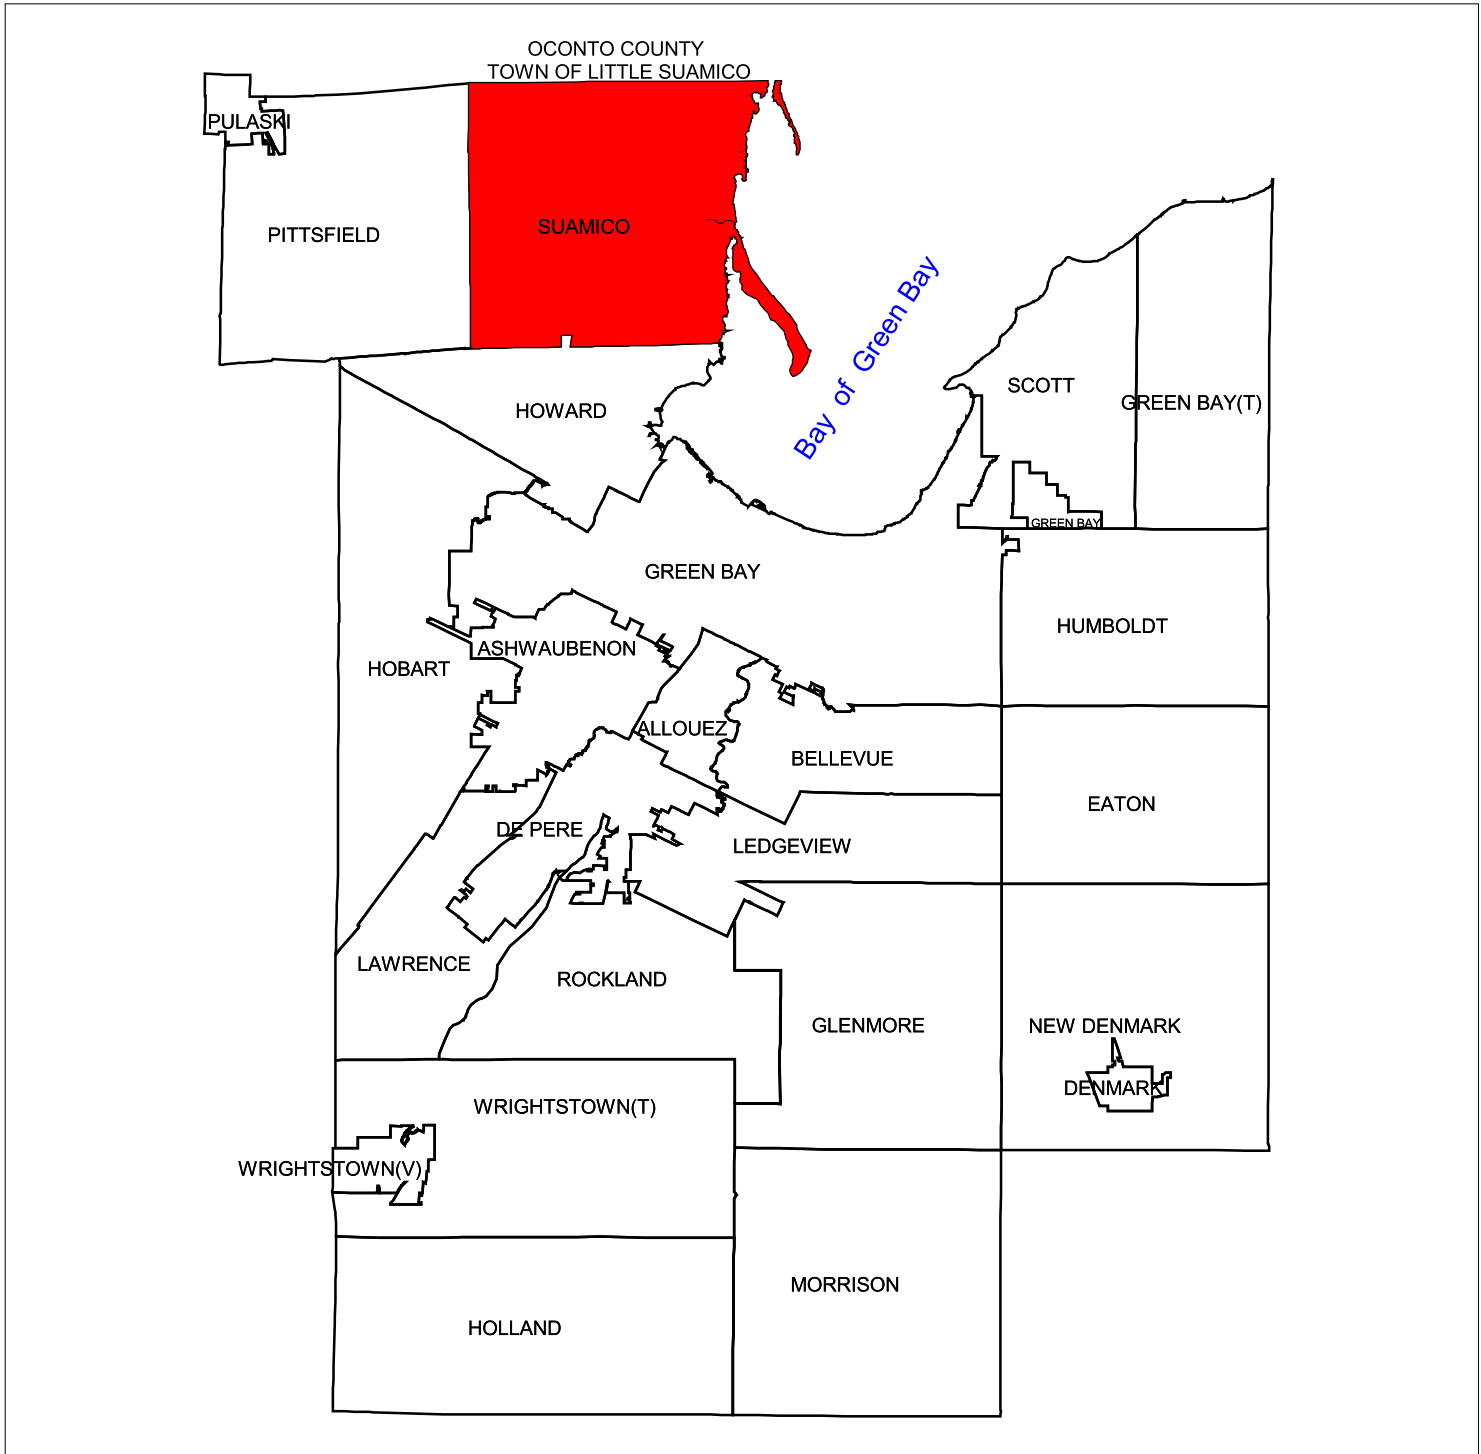 OCONTO COUNTY
TOWN OF LITTLE SUAMICO
PULASKI
SUAMICO
PITTSFIELD
Bay of Green Bay
SCOTT
GREEN BAY(T)
HOWARD
GREEN BAY
GREEN BAY
HUMBOLDT
ASHWAUBENON
HOBART
ALLOUEZ
BELLEVUE
EATON
DE PERE
LEDGEVIEW
LAWRENCE
ROCKLAND
GLENMORE
NEW DENMARK
DENMARK
WRIGHTSTOWN(T)
WRIGHTSTOWN(V)
MORRISON
HOLLAND